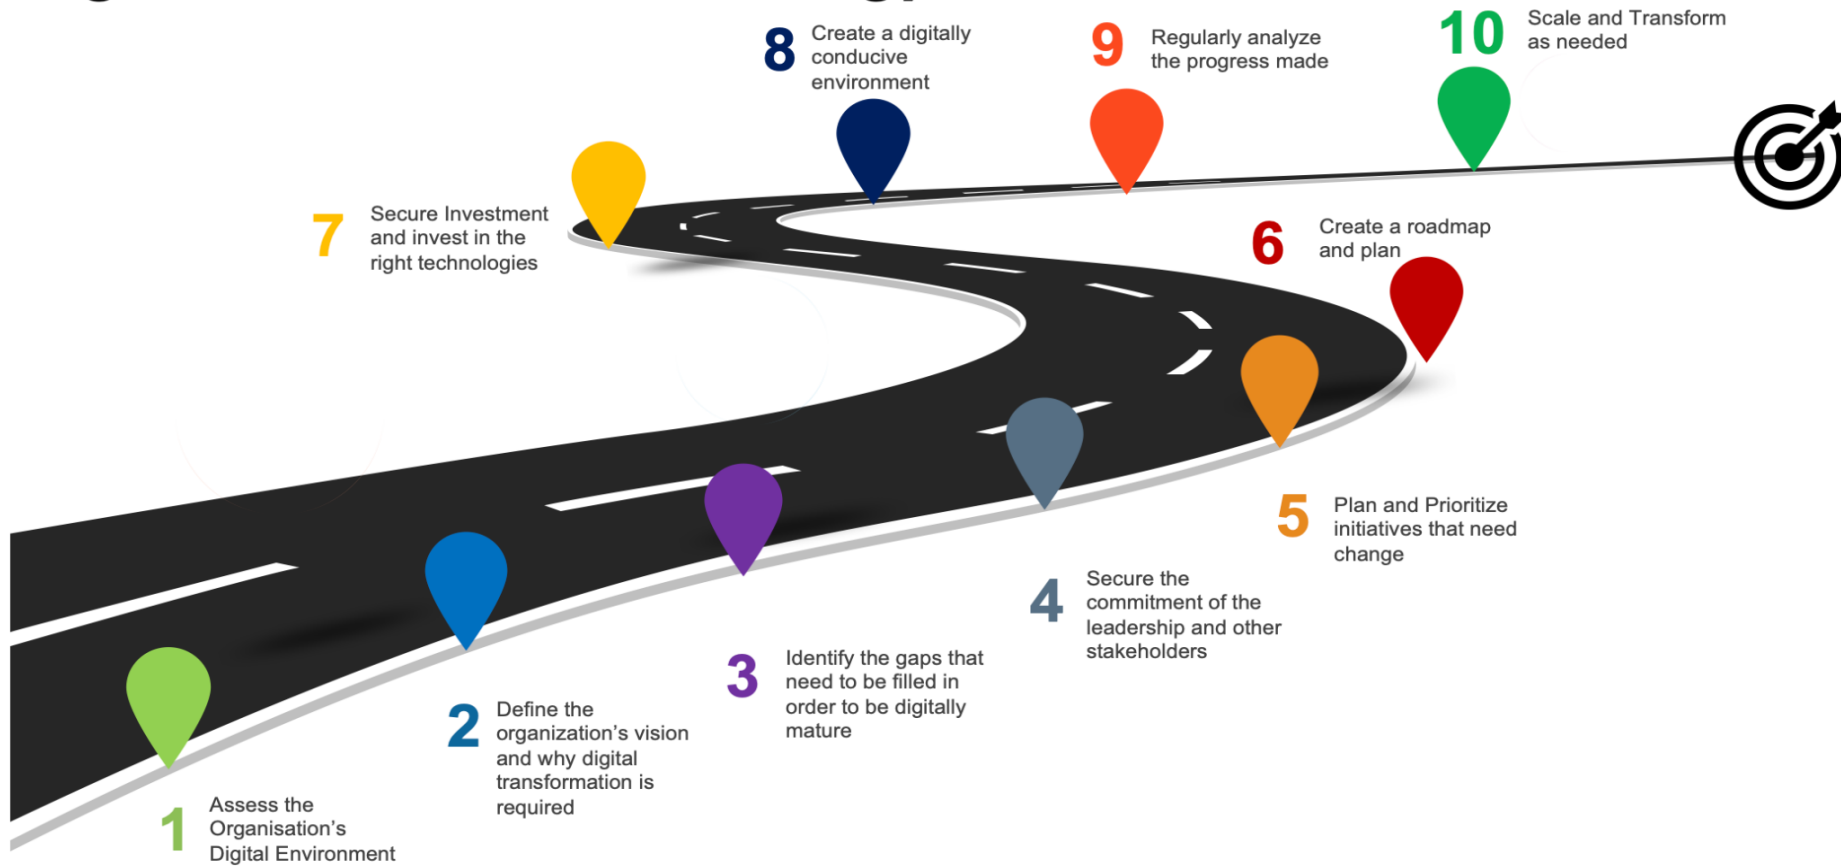 1
Assess the
Organisation's
Digital Environment
2
Define the
organization's vision
and why digital
transformation is
required
3
Identify the gaps that
need to be filled in
order to be digitally
mature
4
Secure the
commitment of the
leadership and other
stakeholders
5
Plan and Prioritize
initiatives that need
change
6
Create a roadmap
and plan
7
Secure Investment
and invest in the
right technologies
8
Create a digitally
conducive
environment
9
Regularly analyze
the progress made
10
Scale and Transform
as needed